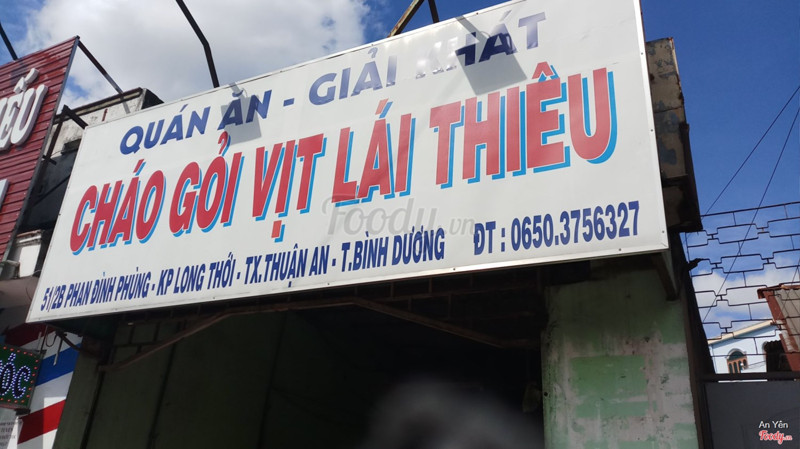 QUÁN ĂN - GIẢI KHÁT
CHÁO GỎI VỊT LÁI THIÊU
51/2B PHAN ĐÌNH PHÙNG - KP LONG THỚI - TX.THUẬN AN - T.BÌNH DƯƠNG ĐT : 0650.3756327
Foody.vn
An Yên
Foody.vn